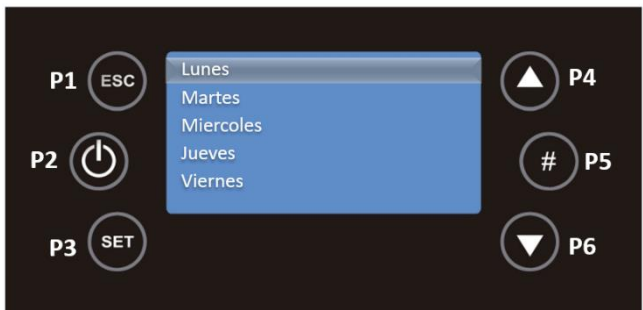 P1 ESC
Lunes
Martes
Miercoles
Jueves
Viernes
P4
P2
# P5
P3 SET
P6